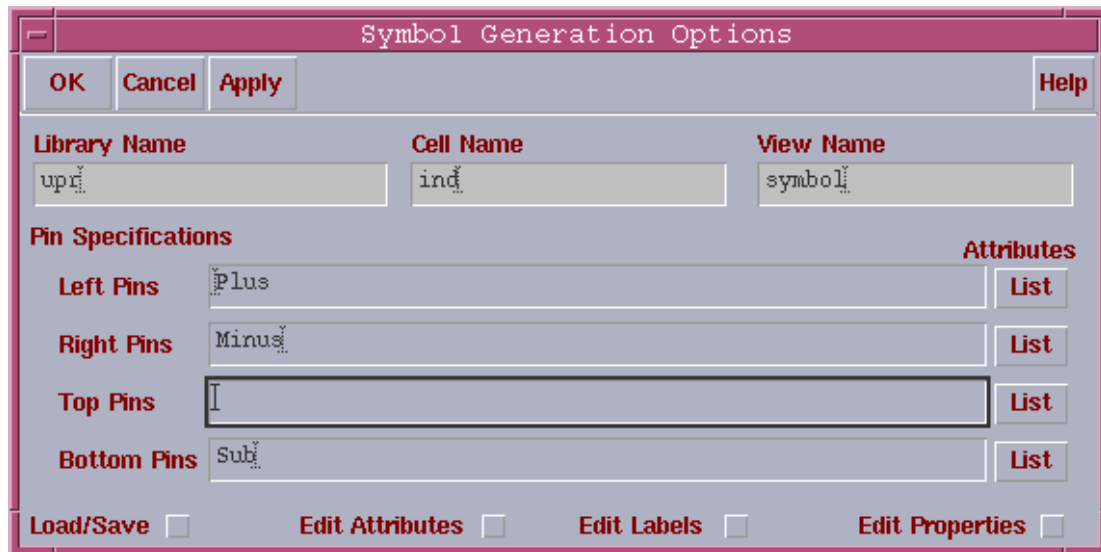 Symbol Generation Options
OK Cancel Apply Help
Library Name Cell Name View Name
upr ind symbol
Pin Specifications
Attributes
Left Pins Plus List
Right Pins Minus List
Top Pins List
Bottom Pins Sub List
Load/Save Edit Attributes Edit Labels Edit Properties